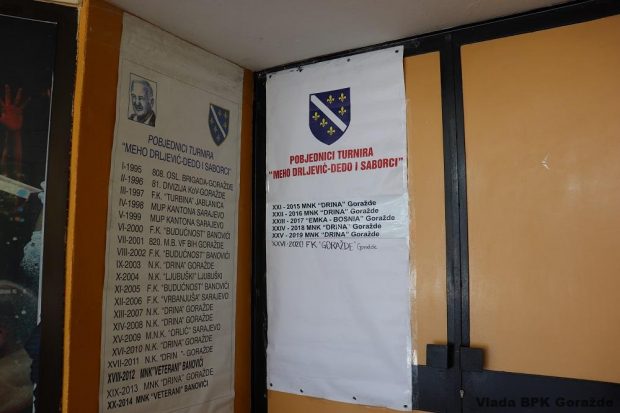 POBJEDNICI TURNIRA
"MEHO DRLJEVIĆ-DEDO I SABORCI"
I-1995 808. OSL. BRIGADA-GORAŽDE
II-1996 81. DIVIZIJA KoV-GORAŽDE
III-1997 F.K. "TURBINA" JABLANICA
IV-1998 MUP KANTONA SARAJEVO
V-1999 MUP KANTONA SARAJEVO
VI-2000 F.K. "BUDUĆNOST" BANOVIĆI
VII-2001 820. M.B. VF BIH GORAŽDE
VIII-2002 F.K. "BUDUĆNOST" BANOVIĆI
IX-2003 N.K. "DRINA" GORAŽDE
X-2004 N.K. "LJUBUŠKI" LJUBUŠKI
XI-2005 F.K. "BUDUĆNOST" BANOVIĆI
XII-2006 F.K. "VRBANJUŠA" SARAJEVO
XIII-2007 N.K. "DRINA" GORAŽDE
XIV-2008 N.K. "DRINA" GORAŽDE
XV-2009 M.N.K. "ORLIĆ" SARAJEVO
XVI-2010 N.K. "DRINA" GORAŽDE
XVII-2011 N.K. "DRIN "- GORAŽDE
XVIII-2012 MNK"VETERANI" BANOVIĆI
XIX-2013 MNK "DRINA" GORAŽDE
XX-2014 MNK "VETERANI" BANOVIĆI
POBJEDNICI TURNIRA
"MEHO DRLJEVIĆ-DEDO I SABORCI"
XXI - 2015 MNK "DRINA" Goražde
XXII - 2016 MNK "DRINA" Goražde
XXIII - 2017 "EMKA - BOSNIA" Goražde
XXIV - 2018 MNK "DRINA" Goražde
XXV - 2019 MNK "DRINA" Goražde
XXVI-2020 F.K "GORAŽDE" Goražde
Vlada BPK Goražde